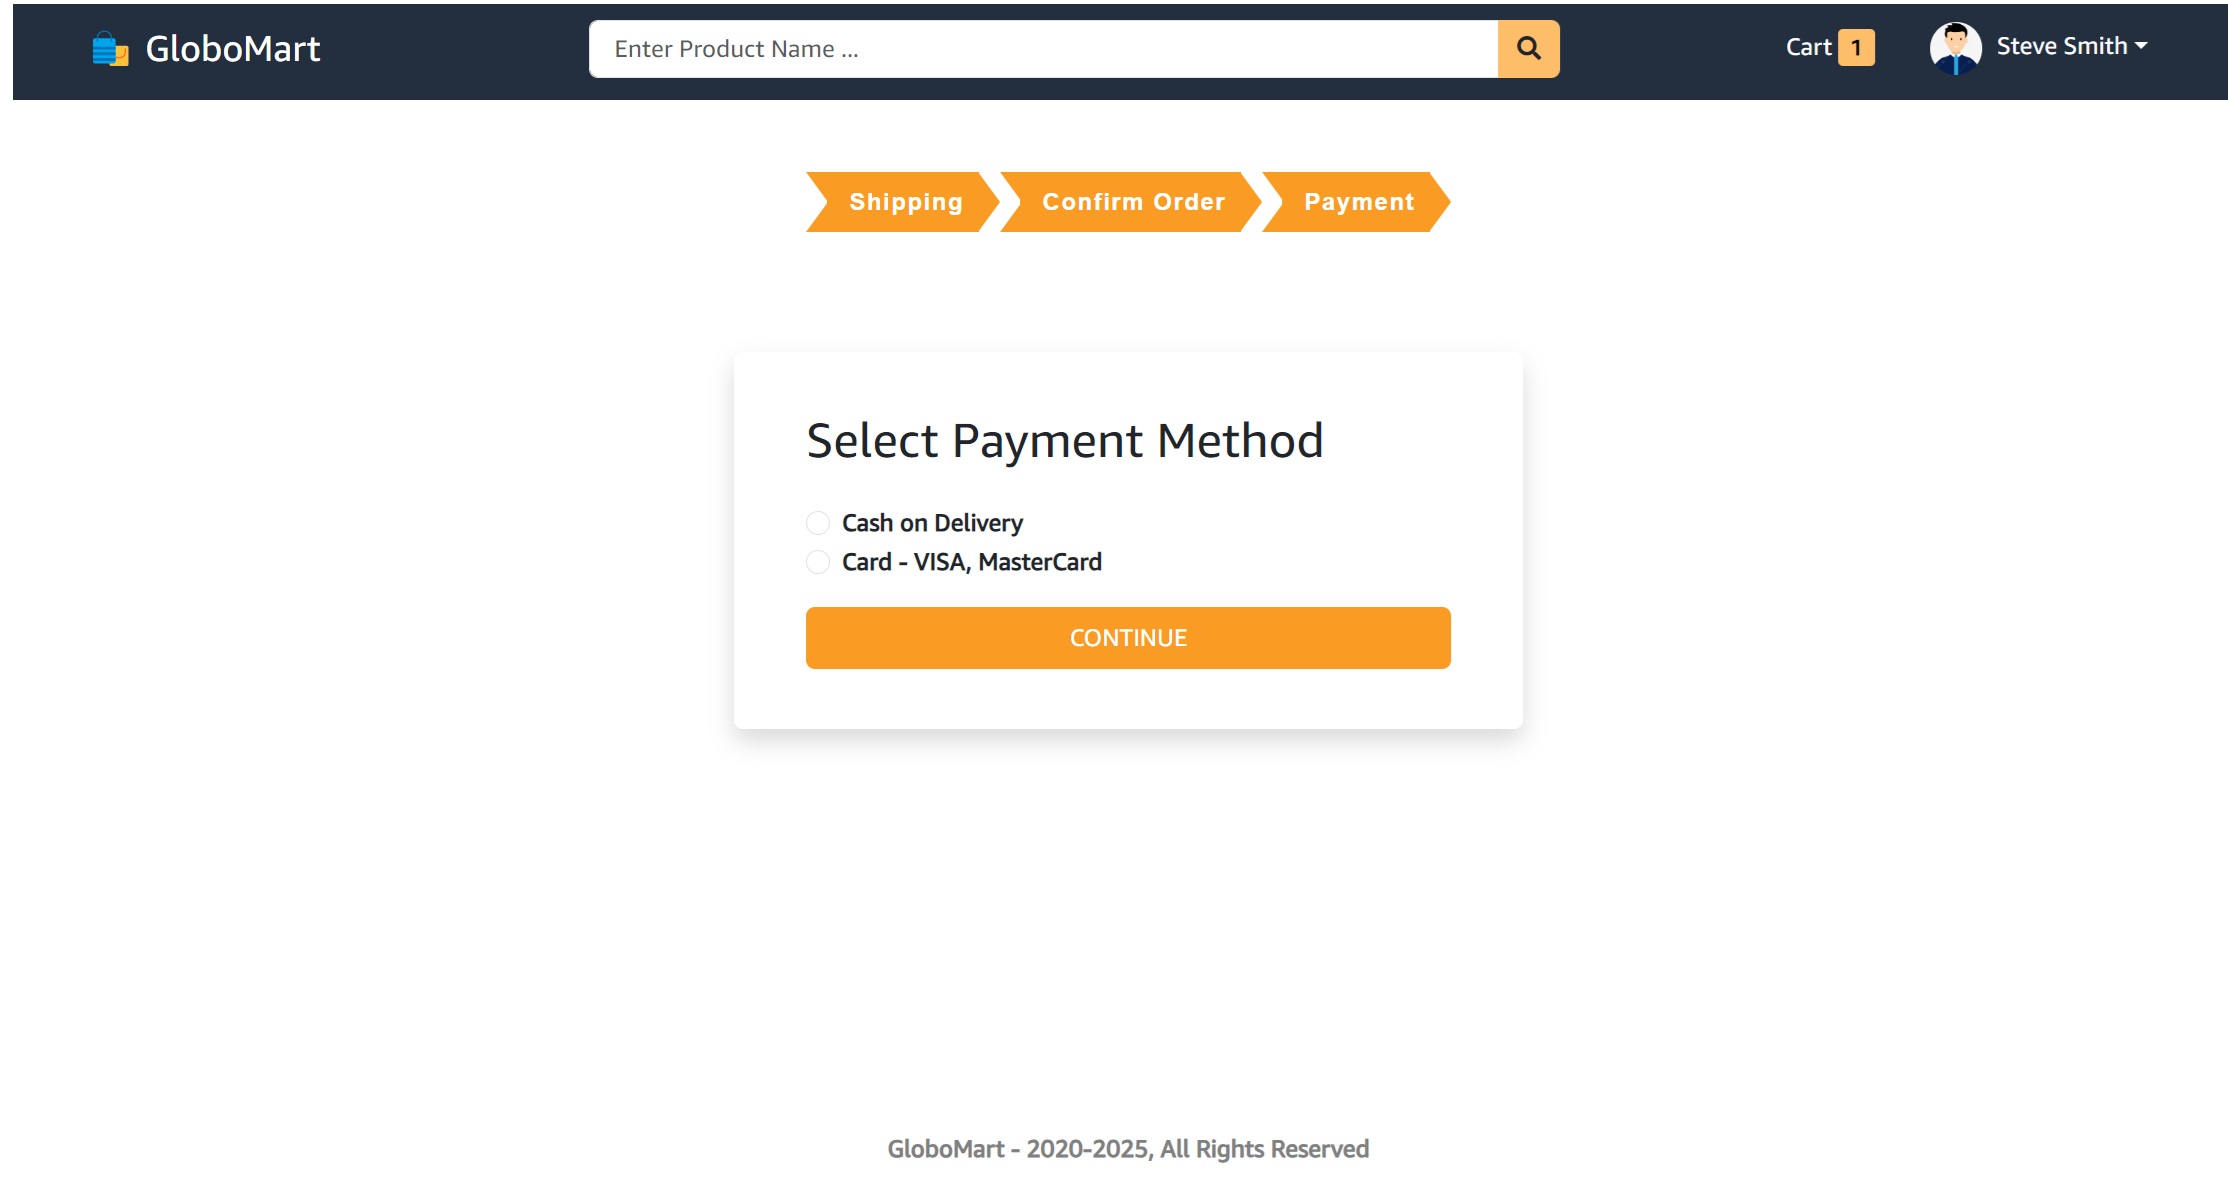 GloboMart
Enter Product Name ...
Cart 1
Steve Smith
Shipping
Confirm Order
Payment
Select Payment Method
Cash on Delivery
Card - VISA, MasterCard
CONTINUE
GloboMart - 2020-2025, All Rights Reserved